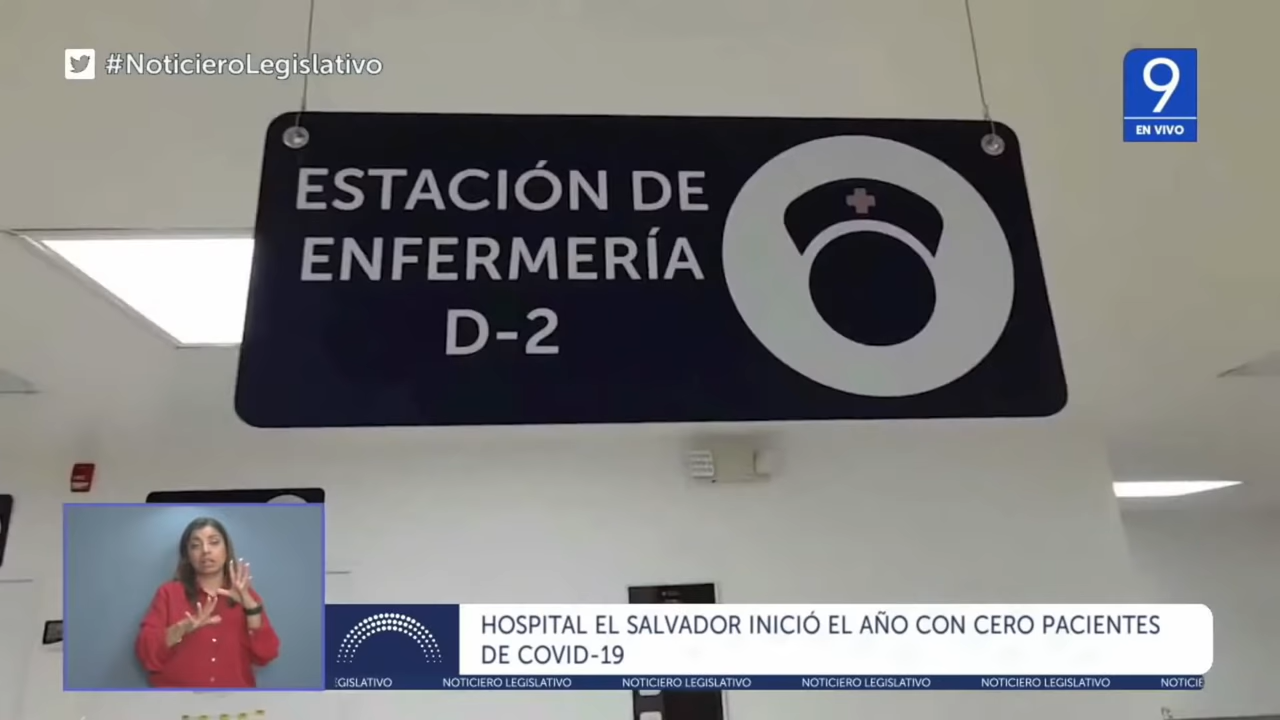 #NoticieroLegislativo
9
EN VIVO
ESTACIÓN DE
ENFERMERÍA
D-2
HOSPITAL EL SALVADOR INICIÓ EL AÑO CON CERO PACIENTES
DE COVID-19
NOTICIERO LEGISLATIVO NOTICIERO LEGISLATIVO NOTICIERO LEGISLATIVO NOTICIERO LEGISLATIVO